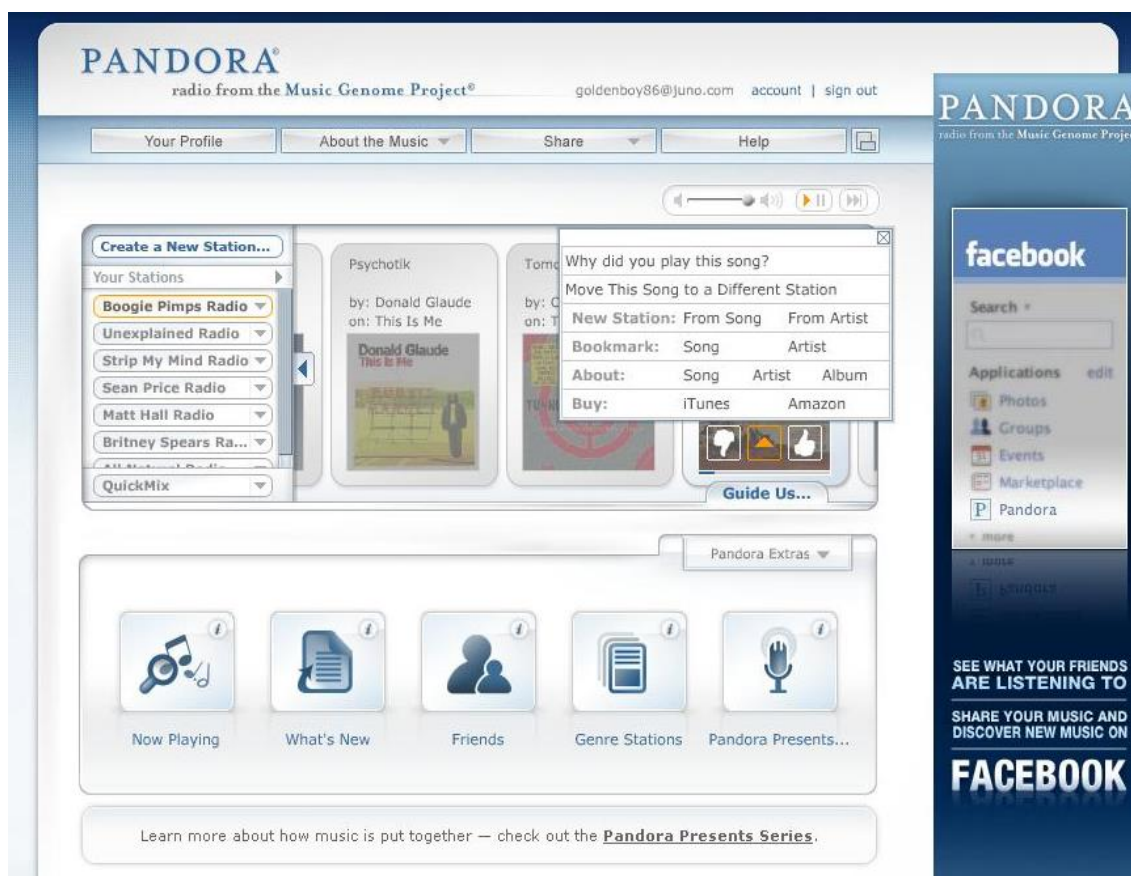 PANDORA®
radio from the Music Genome Project®
goldenboy86@juno.com account | sign out
Your Profile
About the Music
Share
Help
Create a New Station...
Your Stations
Boogie Pimps Radio
Unexplained Radio
Strip My Mind Radio
Sean Price Radio
Matt Hall Radio
Britney Spears Ra...
QuickMix
Psychotik
by: Donald Glaude
on: This Is Me
Donald Glaude
This Is Me
Why did you play this song?
Move This Song to a Different Station
New Station: From Song From Artist
Bookmark: Song Artist
About: Song Artist Album
Buy: iTunes Amazon
Guide Us...
Pandora Extras
Now Playing
What's New
Friends
Genre Stations
Pandora Presents...
Learn more about how music is put together — check out the Pandora Presents Series.
PANDORA
radio from the Music Genome Projec
facebook
Search
Applications edit
Photos
Groups
31 Events
Marketplace
P Pandora
more
SEE WHAT YOUR FRIENDS
ARE LISTENING TO
SHARE YOUR MUSIC AND
DISCOVER NEW MUSIC ON
FACEBOOK